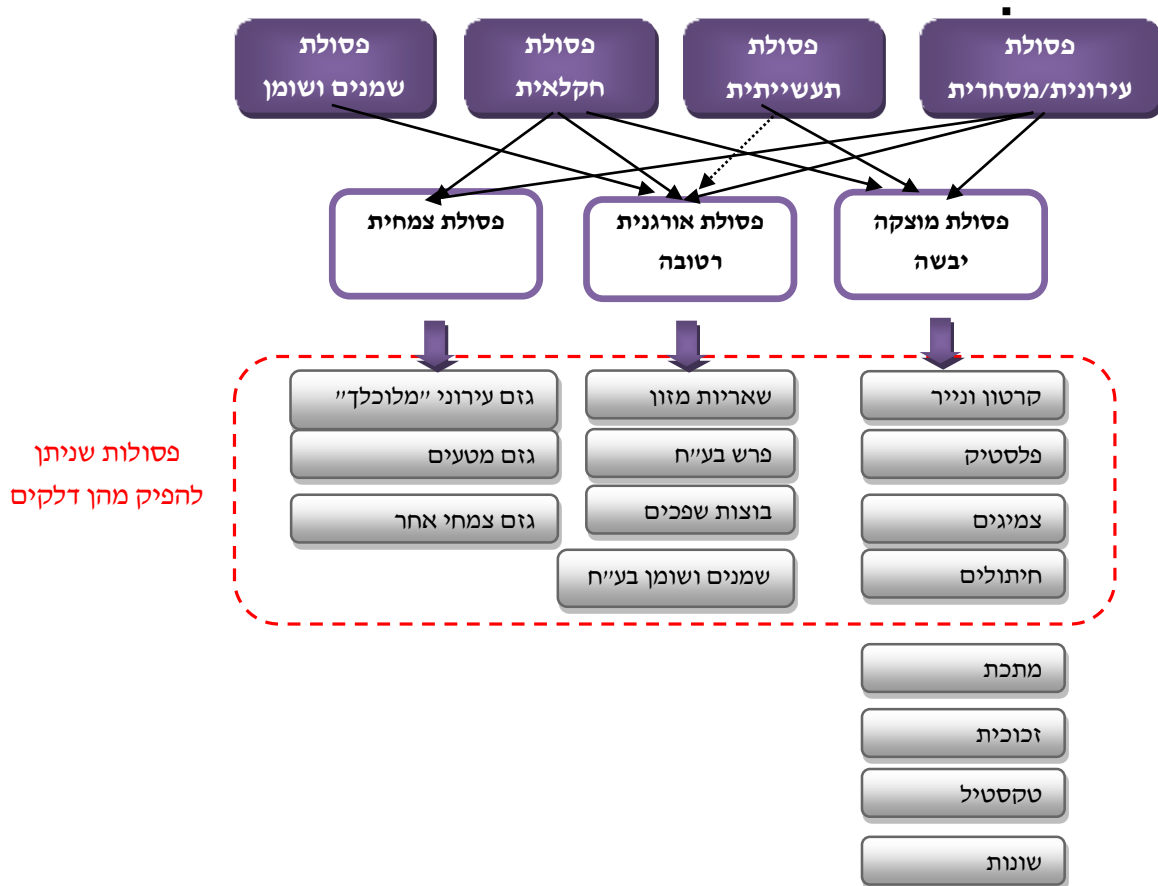 פסולת
עירונית/מסחרית
פסולת
תעשייתית
פסולת
חקלאית
פסולת
שמנים ושומן
פסולת מוצקה
יבשה
פסולת אורגנית
רטובה
פסולת צמחית
קרטון ונייר
פלסטיק
צמיגים
חיתולים
מתכת
זכוכית
טקסטיל
שונות
שאריות מזון
פרש בע״ח
בוצות שפכים
שמנים ושומן בע״ח
גזם עירוני ״מלוכלך״
גזם מטעים
גזם צמחי אחר
פסולות שניתן
להפיק מהן דלקים